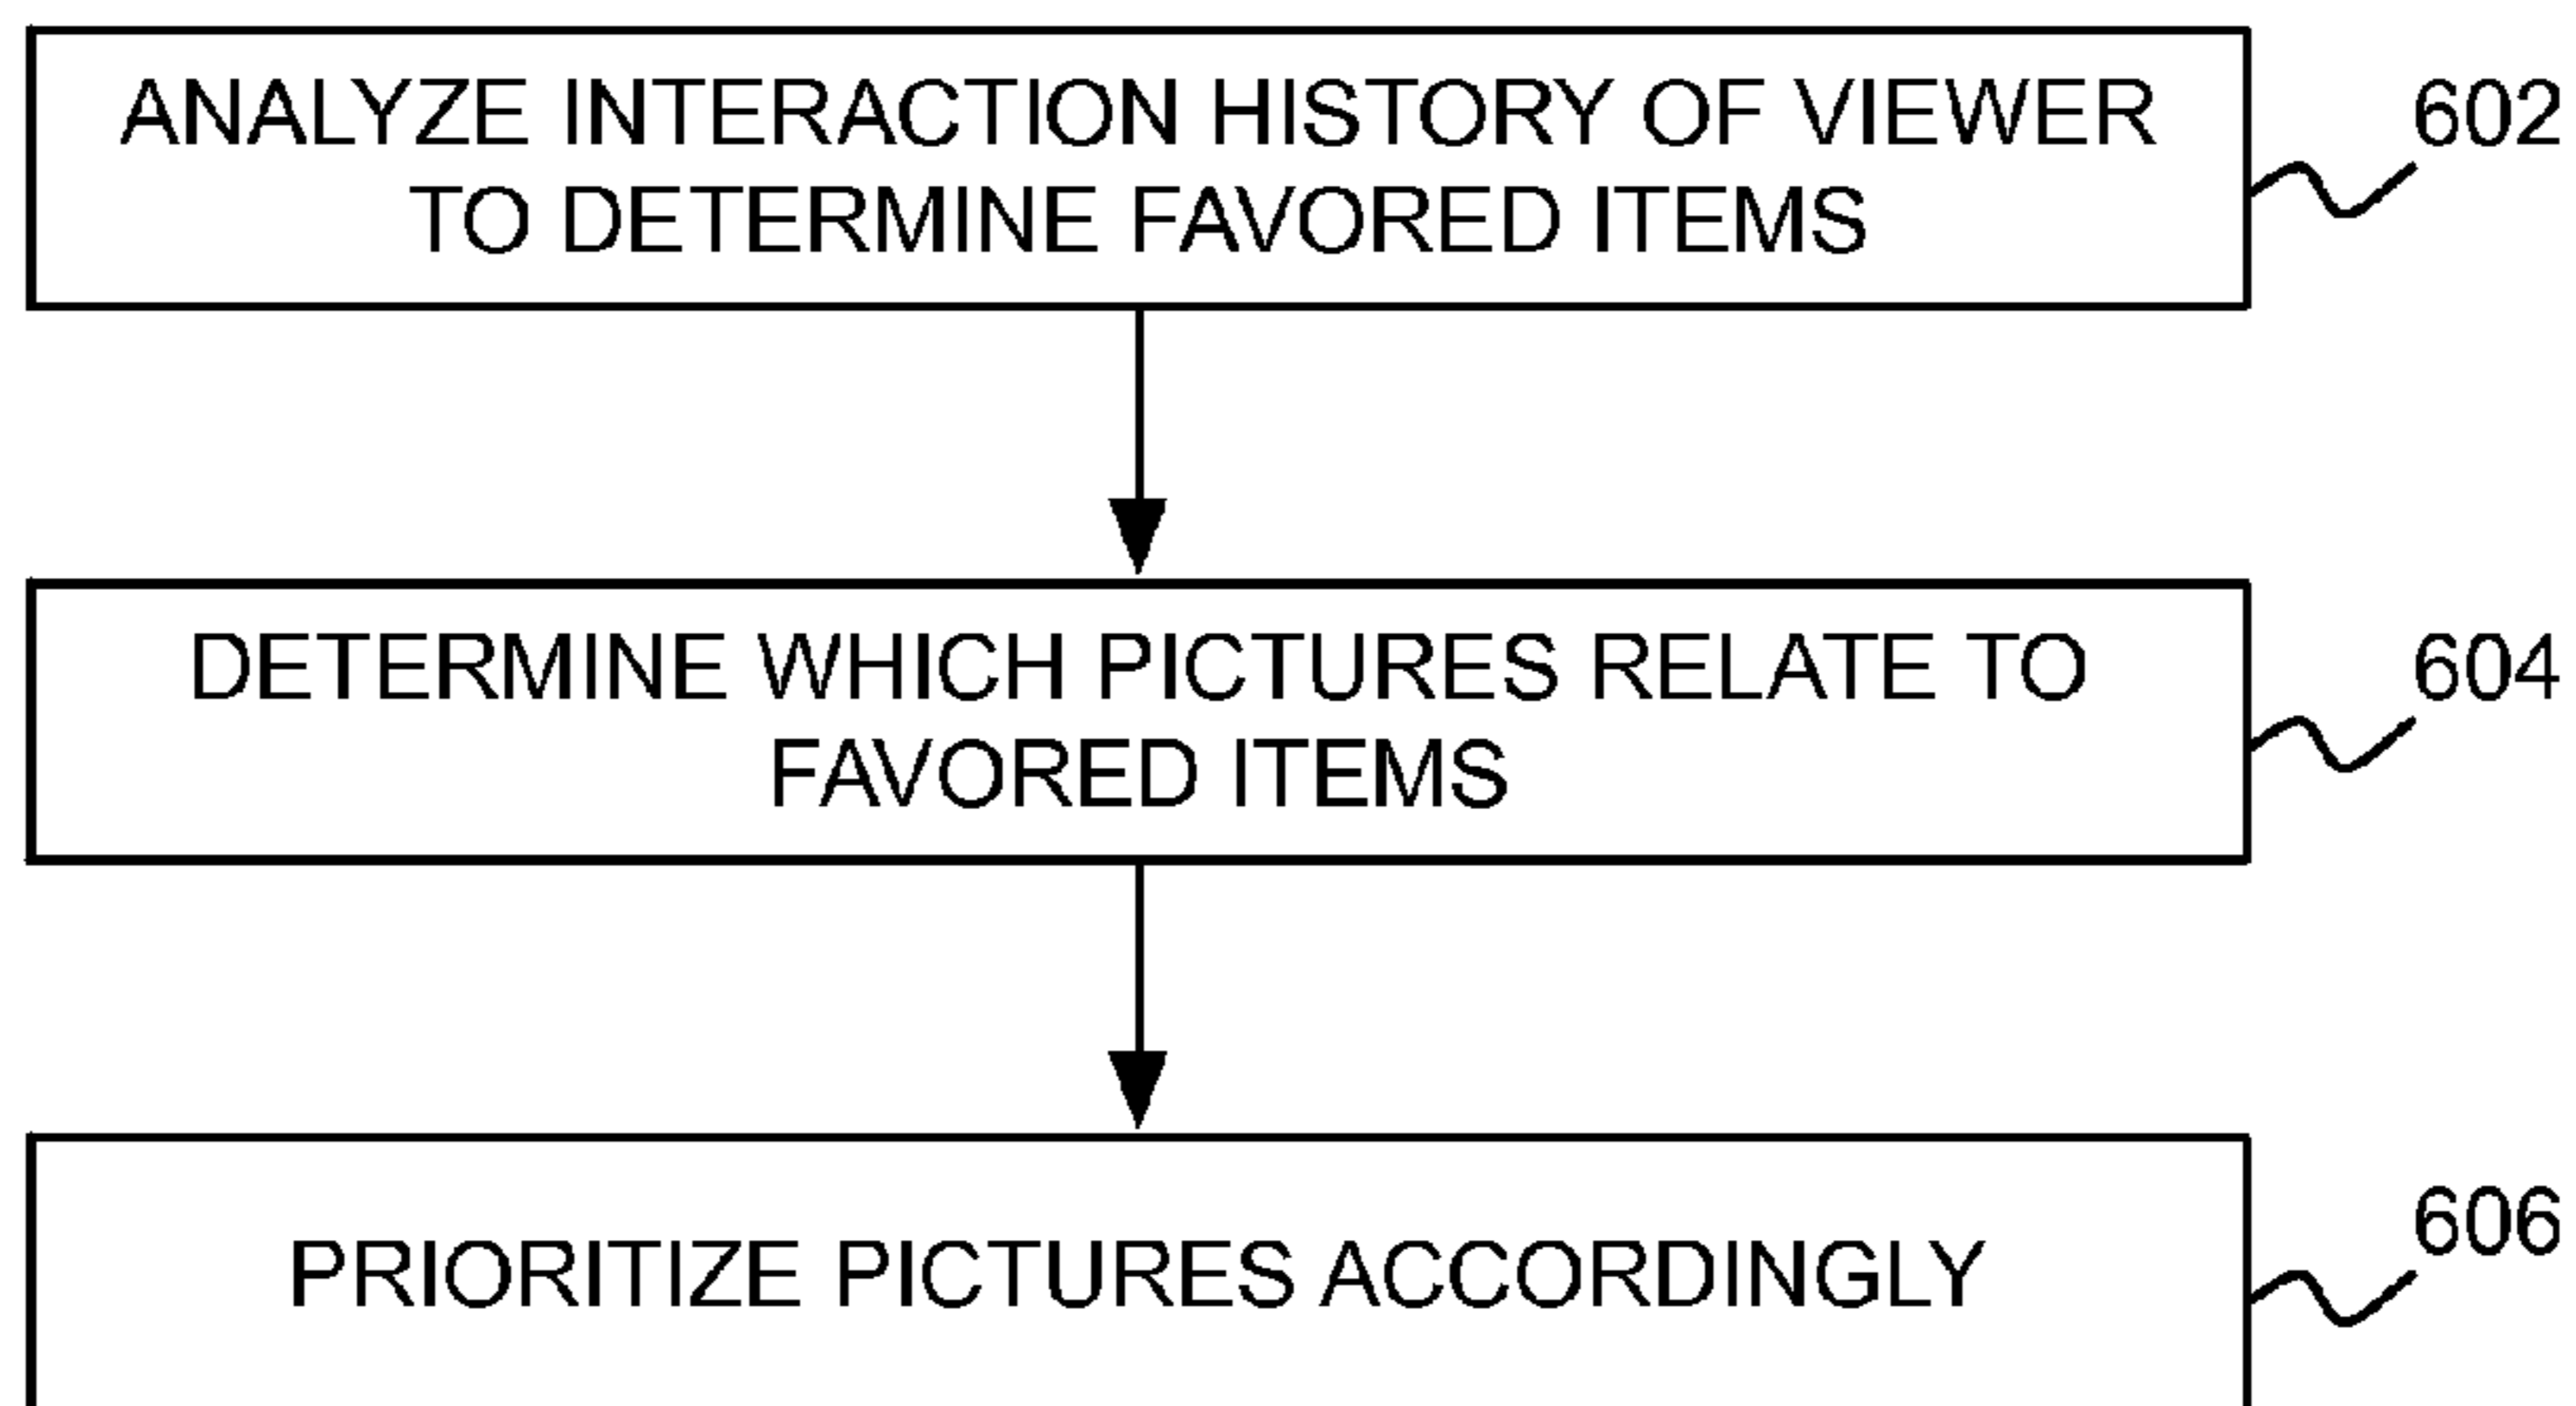 ANALYZE INTERACTION HISTORY OF VIEWER
TO DETERMINE FAVORED ITEMS
602
DETERMINE WHICH PICTURES RELATE TO
FAVORED ITEMS
604
PRIORITIZE PICTURES ACCORDINGLY
606